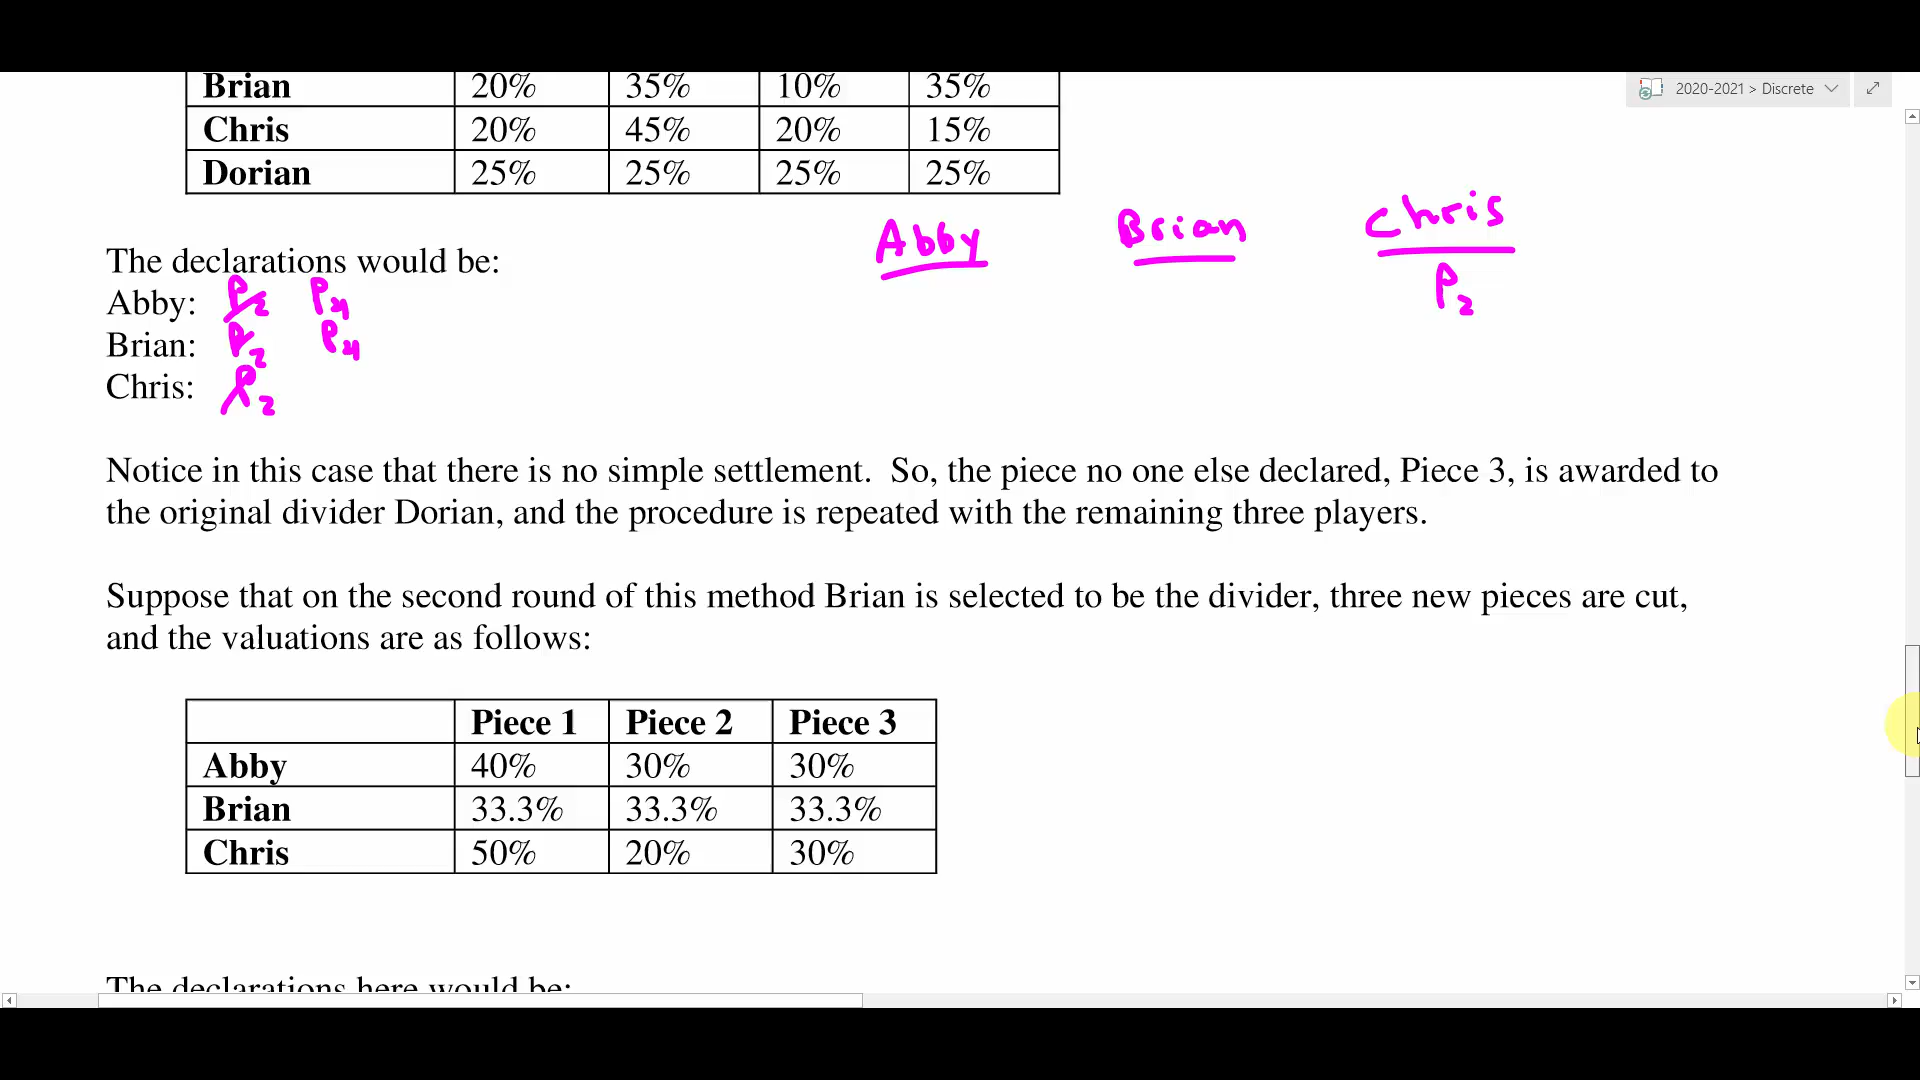 2020-2021 > Discrete
Brian 20% 35% 10% 35%
Chris 20% 45% 20% 15%
Dorian 25% 25% 25% 25%
Abby Brian Chris
P2
The declarations would be:
Abby: P2 P4
Brian: P2 P4
Chris: P2
Notice in this case that there is no simple settlement. So, the piece no one else declared, Piece 3, is awarded to
the original divider Dorian, and the procedure is repeated with the remaining three players.
Suppose that on the second round of this method Brian is selected to be the divider, three new pieces are cut,
and the valuations are as follows:
Piece 1 Piece 2 Piece 3
Abby 40% 30% 30%
Brian 33.3% 33.3% 33.3%
Chris 50% 20% 30%
The declarations here would be: